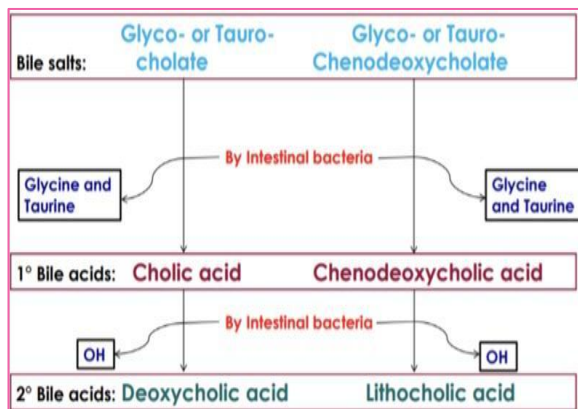 Glyco- or Tauro- Glyco- or Tauro-
Bile salts: cholate Chenodeoxycholate
By Intestinal bacteria
Glycine and Glycine
Taurine and Taurine
1° Bile acids: Cholic acid Chenodeoxycholic acid
By Intestinal bacteria
OH OH
2° Bile acids: Deoxycholic acid Lithocholic acid